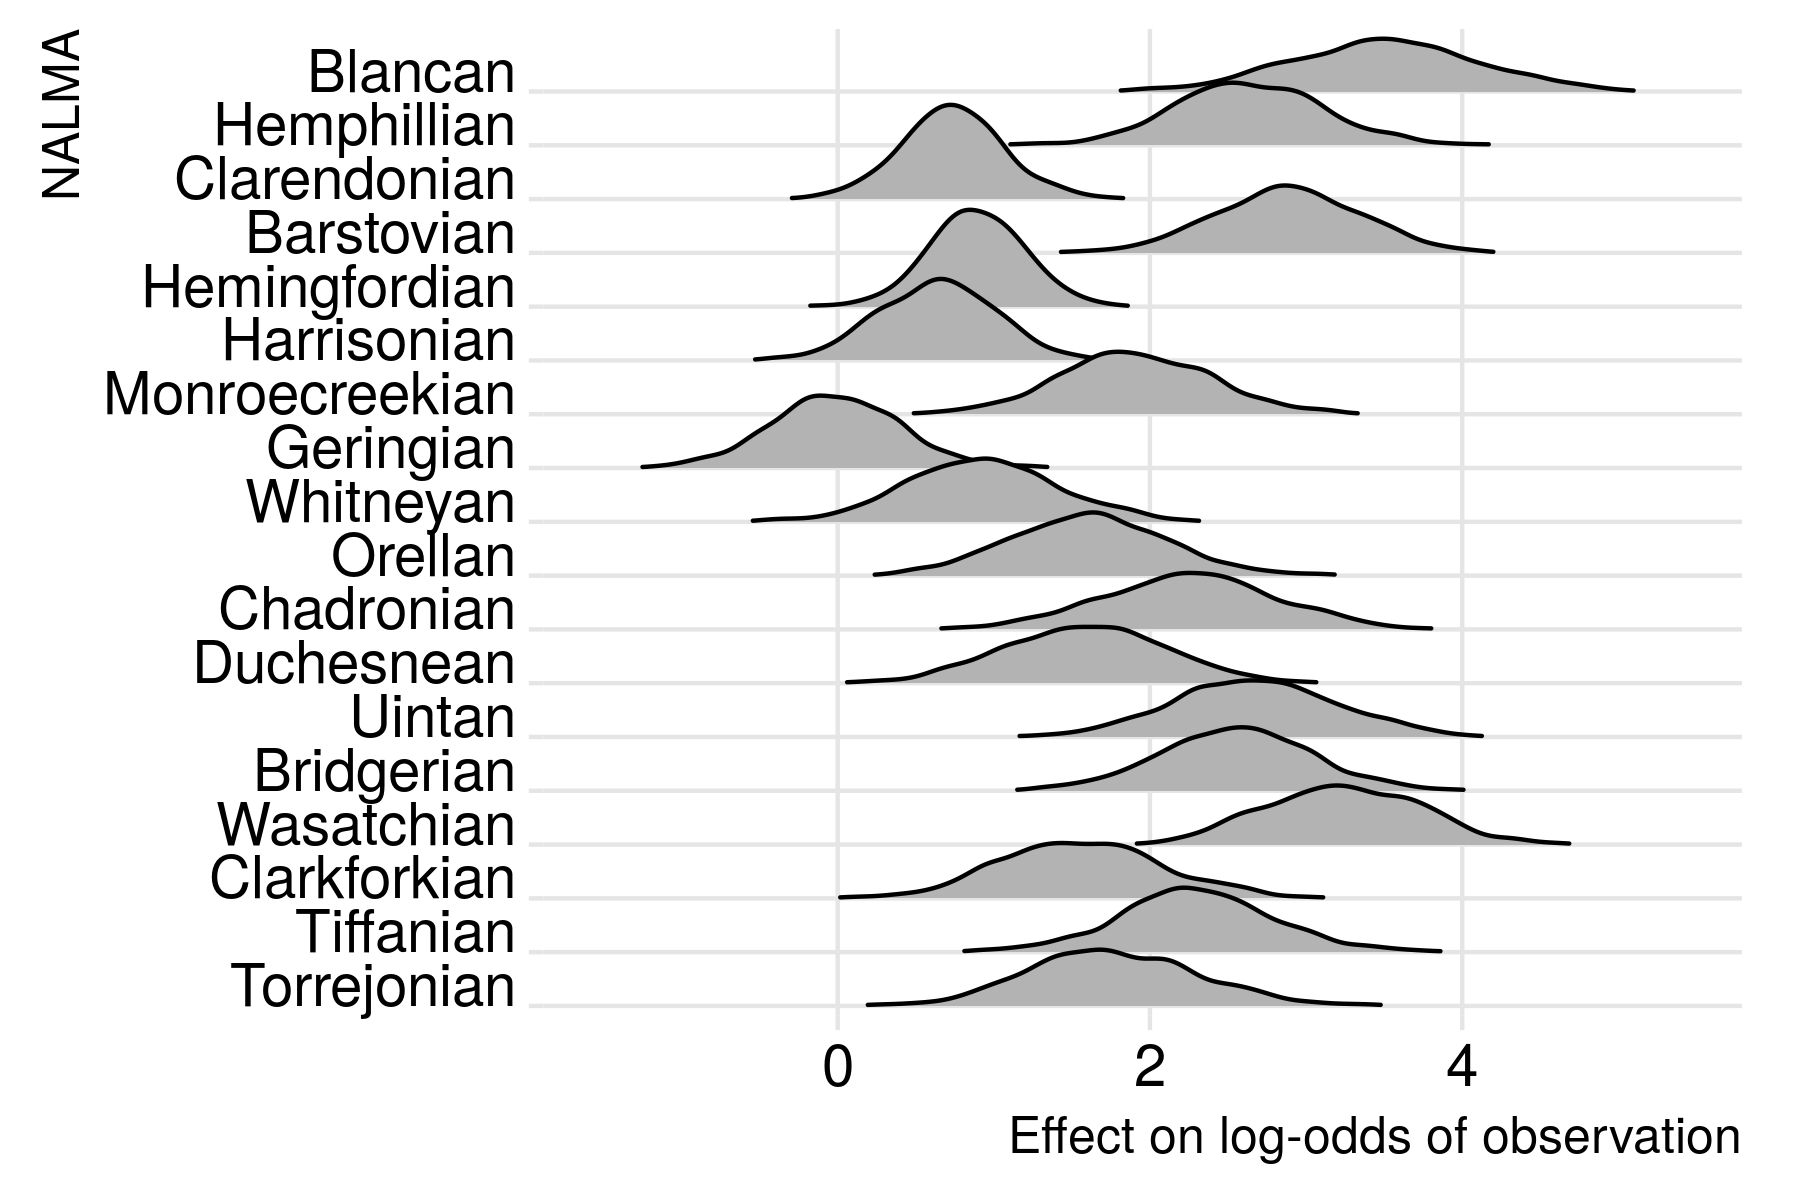 NALMA
Blancan
Hemphillian
Clarendonian
Barstovian
Hemingfordian
Harrisonian
Monroecreekian
Geringian
Whitneyan
Orellan
Chadronian
Duchesnean
Uintan
Bridgerian
Wasatchian
Clarkforkian
Tiffanian
Torrejonian
0 2 4
Effect on log-odds of observation